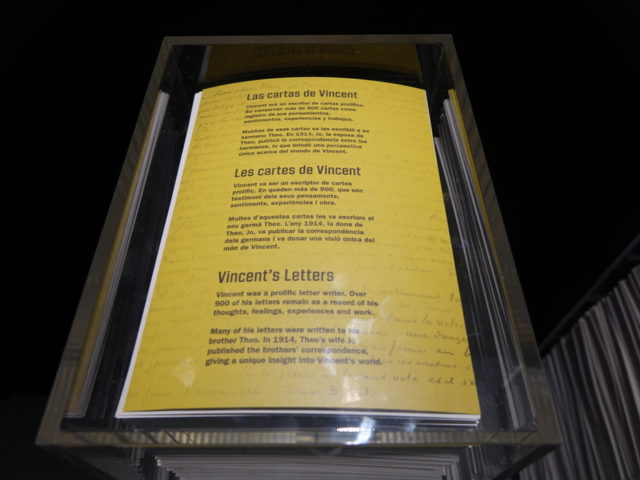 Las cartas de Vincent
Vincent era un escritor de cartas prolífico.
Se conservan más de 900 cartas como
registro de sus pensamientos,
sentimientos, experiencias y trabajos.
Muchas de esas cartas se las escribió a su
hermano Theo. En 1914, Jo, la esposa de
Theo, publicó la correspondencia entre los
hermanos, lo que brindó una perspectiva
única acerca del mundo de Vincent.
Les cartes de Vincent
Vincent va ser un escriptor de cartes
prolífic. En queden més de 900, que són
testimoni dels seus pensaments,
sentiments, experiències i obra.
Moltes d'aquestes cartes les va escriure al
seu germà Theo. L'any 1914, la dona de
Theo, Jo, va publicar la correspondència
dels germans i va donar una visió única del
món de Vincent.
Vincent's Letters
Vincent was a prolific letter writer. Over
900 of his letters remain as a record of his
thoughts, feelings, experiences and work.
Many of his letters were written to his
brother Theo. In 1914, Theo's wife Jo
published the brothers' correspondence,
giving a unique insight into Vincent's world.